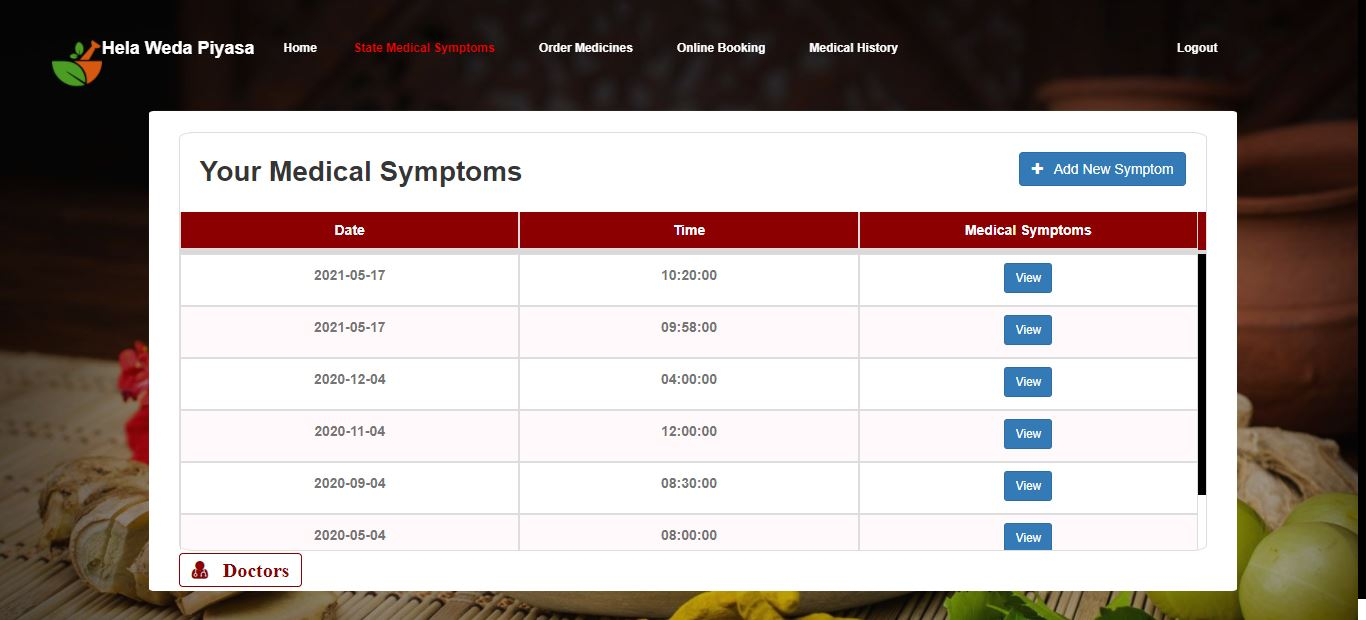 Hela Weda Piyasa Home State Medical Symptoms Order Medicines Online Booking Medical History Logout
Your Medical Symptoms Add New Symptom
Date Time Medical Symptoms
2021-05-17 10:20:00 View
2021-05-17 09:58:00 View
2020-12-04 04:00:00 View
2020-11-04 12:00:00 View
2020-09-04 08:30:00 View
2020-05-04 08:00:00 View
Doctors